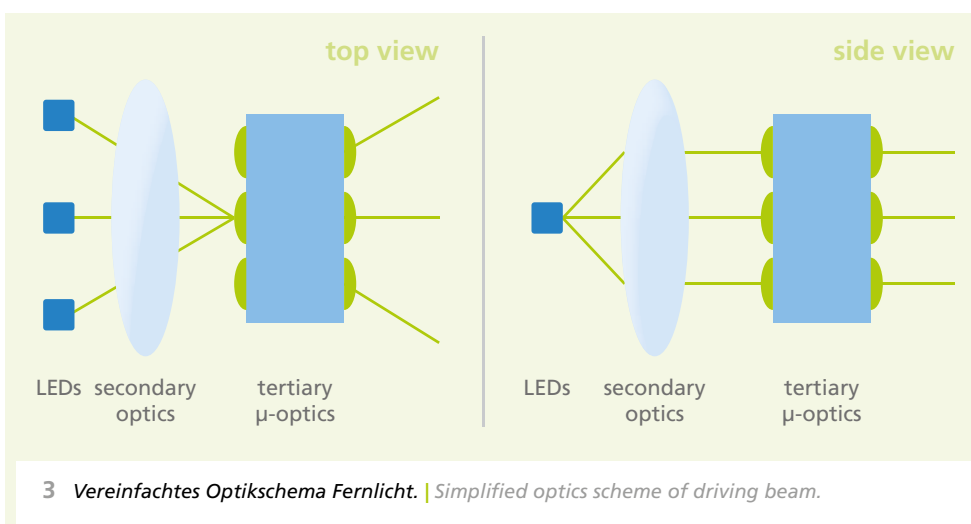 top view
side view
LEDs secondary optics
tertiary µ-optics
LEDs
secondary optics
tertiary µ-optics
3 Vereinfachtes Optikschema Fernlicht. | Simplified optics scheme of driving beam.